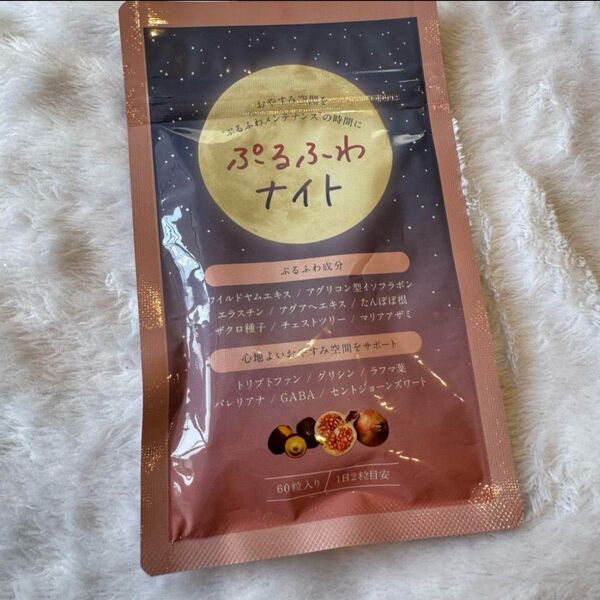 おやすみ空間を
"ぷるふわメンテナンス"の時間に
ぷるふわ
ナイト
ぷるふわ成分
ワイルドヤムエキス / アグリコン型イソフラボン
エラスチン / アグアヘエキス / たんぽぽ根
ザクロ種子 / チェストツリー / マリアアザミ
心地よいおやすみ空間をサポート
トリプトファン / グリシン / ラフマ葉
バレリアナ / GABA / セントジョーンズワート
60粒入り / 1日2粒目安